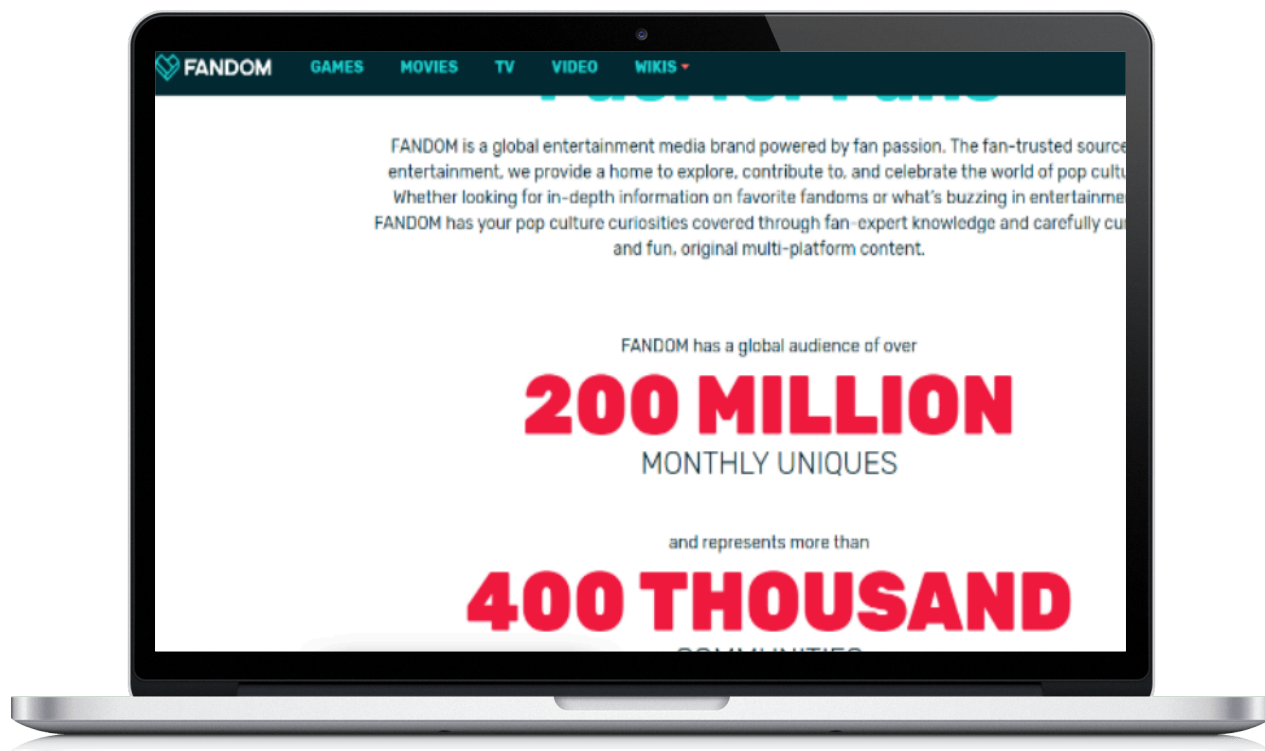 FANDOM GAMES MOVIES TV VIDEO WIKIS
FANDOM is a global entertainment media brand powered by fan passion. The fan-trusted source
entertainment, we provide a home to explore, contribute to, and celebrate the world of pop
Whether looking for in-depth information on favorite fandoms or what's buzzing in
FANDOM has your pop culture curiosities covered through fan-expert knowledge and carefully
and fun, original multi-platform content.
FANDOM has a global audience of over
200 MILLION
MONTHLY UNIQUES
and represents more than
400 THOUSAND